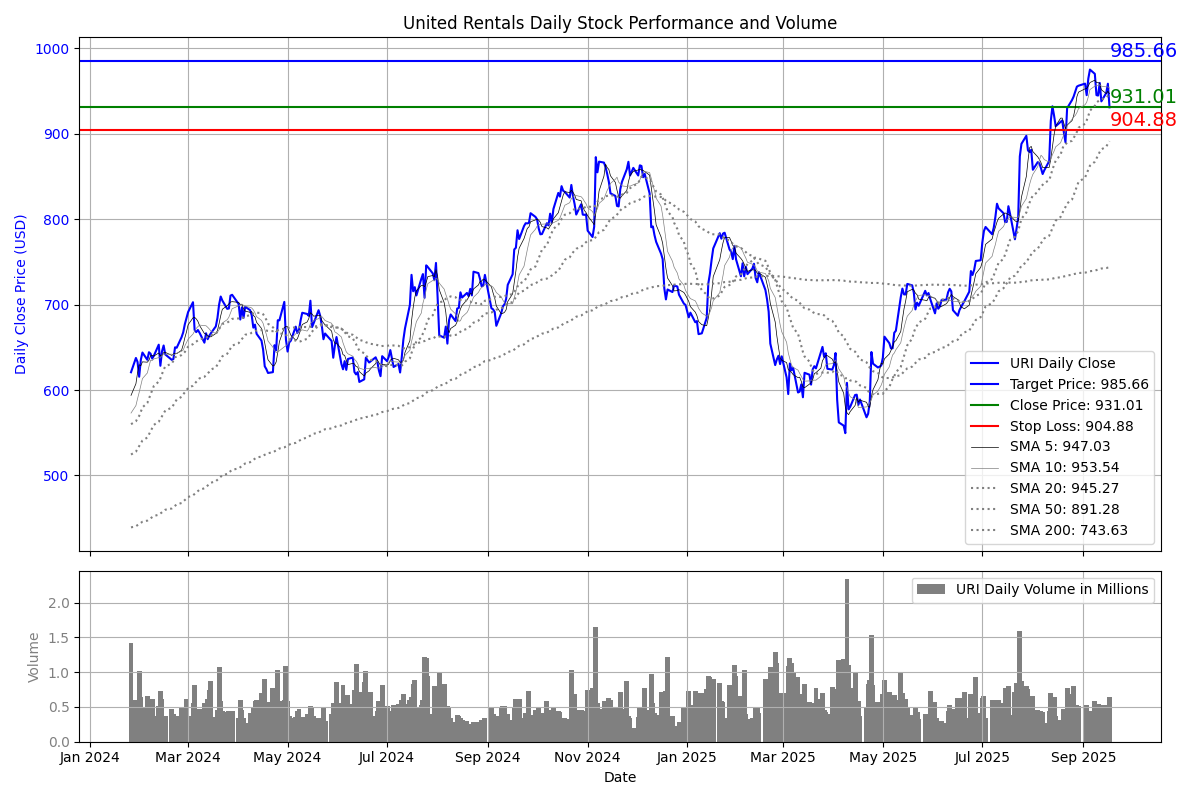 United Rentals Daily Stock Performance and Volume
1000
900
800
700
600
500
Daily Close Price (USD)
985.66
931.01
904.88
URI Daily Close
Target Price: 985.66
Close Price: 931.01
Stop Loss: 904.88
SMA 5: 947.03
SMA 10: 953.54
SMA 20: 945.27
SMA 50: 891.28
SMA 200: 743.63
2.0
1.5
1.0
0.5
0.0
Volume
URI Daily Volume in Millions
Jan 2024 Mar 2024 May 2024 Jul 2024 Sep 2024 Nov 2024 Jan 2025 Mar 2025 May 2025 Jul 2025 Sep 2025
Date